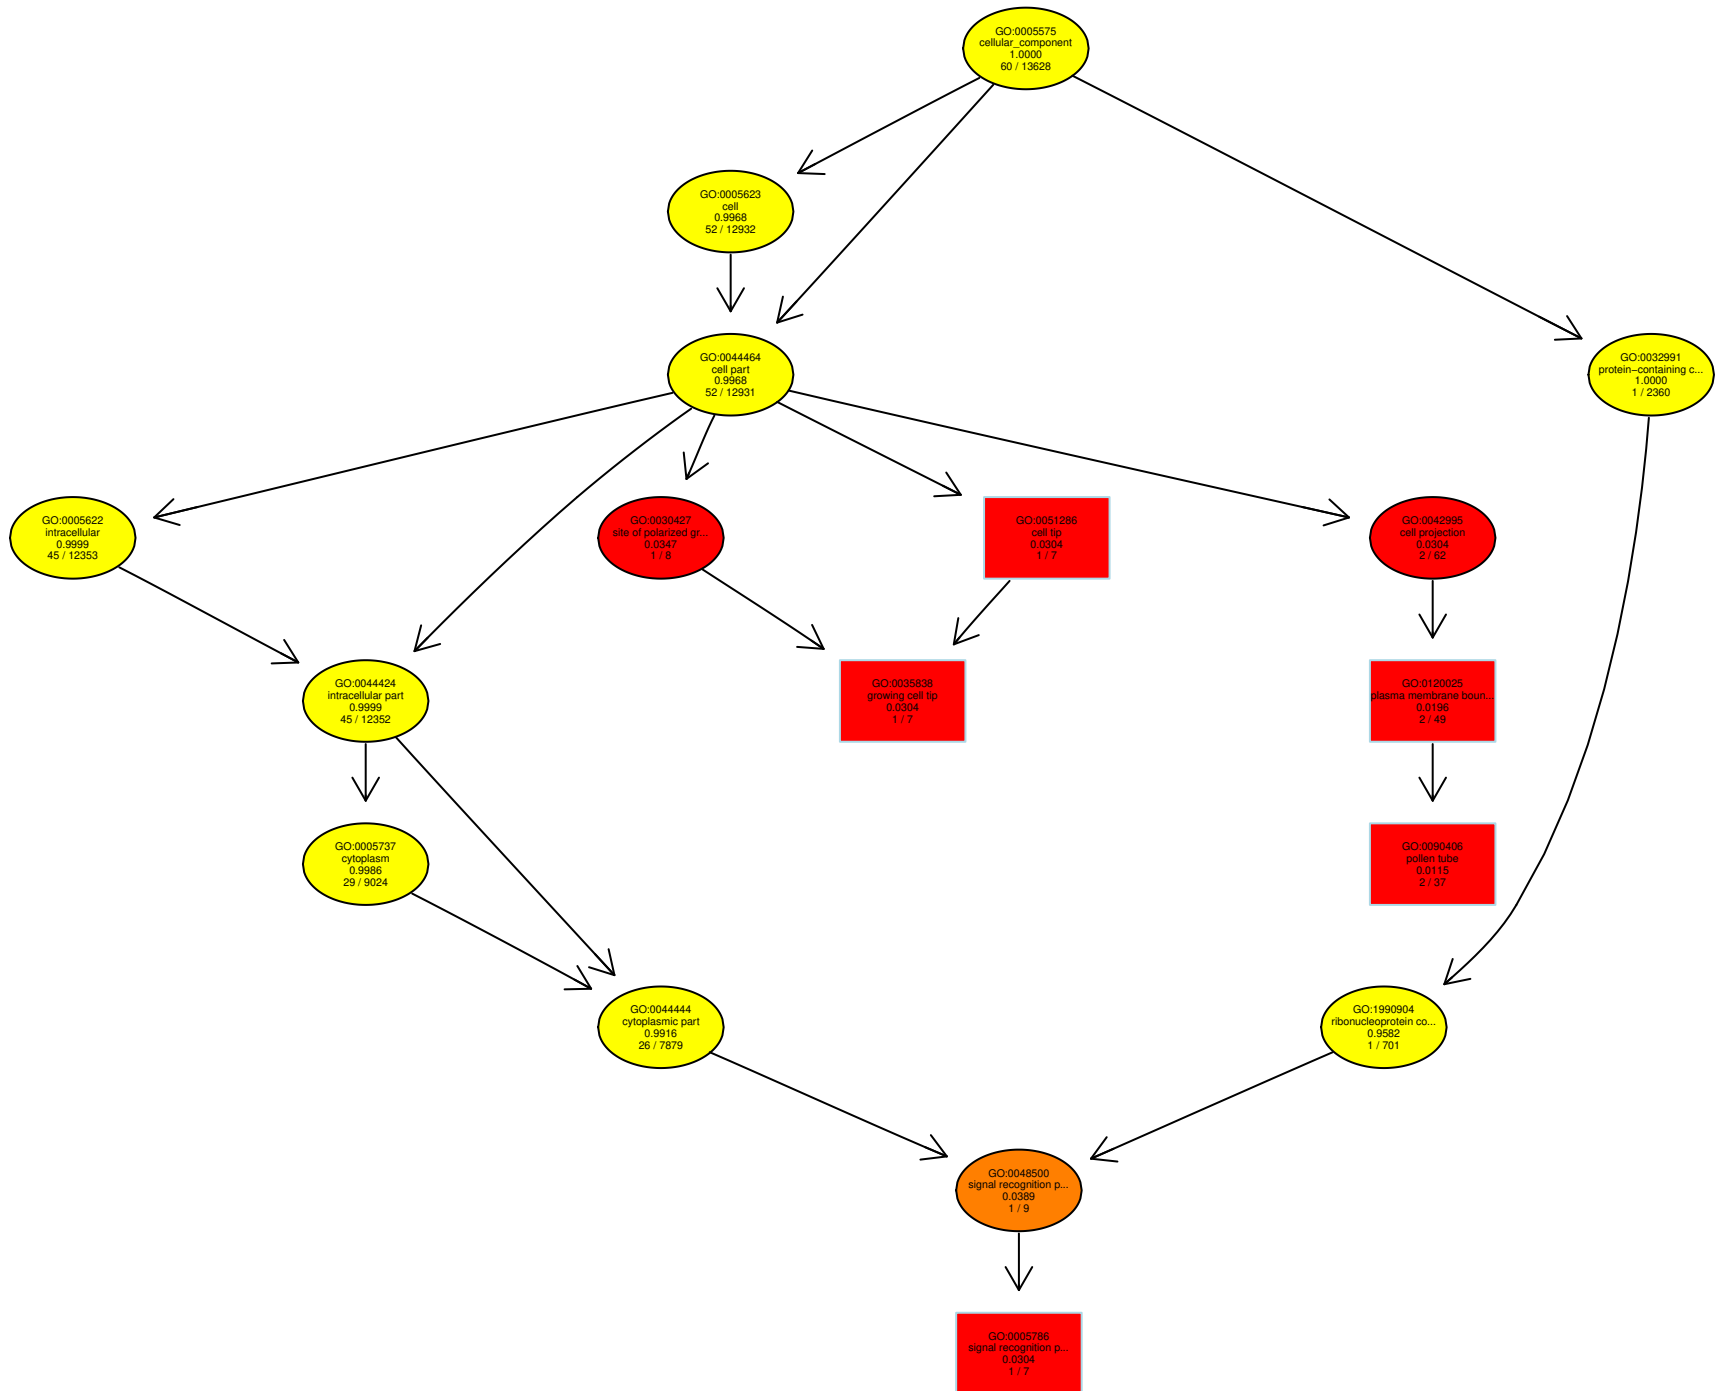 GO:0005575
cellular_component
1.0000
60 / 13628
GO:0005623
cell
0.9968
52 / 12932
GO:0044464
cell part
0.9968
52 / 12931
GO:0032991
protein−containing c...
1.0000
1 / 2360
GO:0005622
intracellular
0.9999
45 / 12353
GO:0030427
site of polarized gr...
0.0347
1 / 8
GO:0051286
cell tip
0.0304
1 / 7
GO:0042995
cell projection
0.0304
2 / 62
GO:0044424
intracellular part
0.9999
45 / 12352
GO:0035838
growing cell tip
0.0304
1 / 7
GO:0120025
plasma membrane boun...
0.0196
2 / 49
GO:0005737
cytoplasm
0.9986
29 / 9024
GO:0090406
pollen tube
0.0115
2 / 37
GO:0044444
cytoplasmic part
0.9916
26 / 7879
GO:1990904
ribonucleoprotein co...
0.9582
1 / 701
GO:0048500
signal recognition p...
0.0389
1 / 9
GO:0005786
signal recognition p...
0.0304
1 / 7